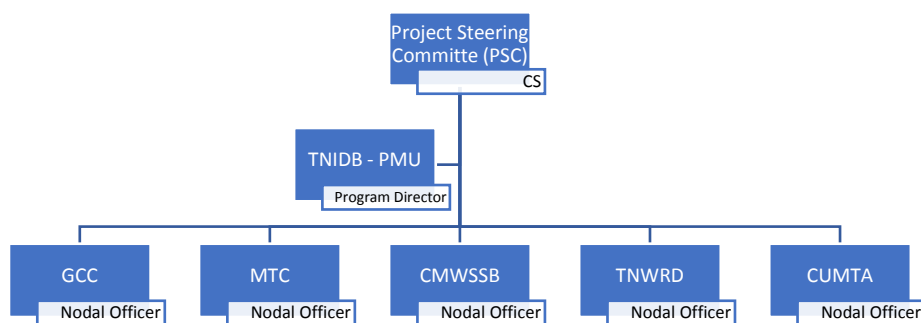 Project Steering
Committe (PSC)
CS
TNIDB - PMU
Program Director
GCC
Nodal Officer
MTC
Nodal Officer
CMWSSB
Nodal Officer
TNWRD
Nodal Officer
CUMTA
Nodal Officer